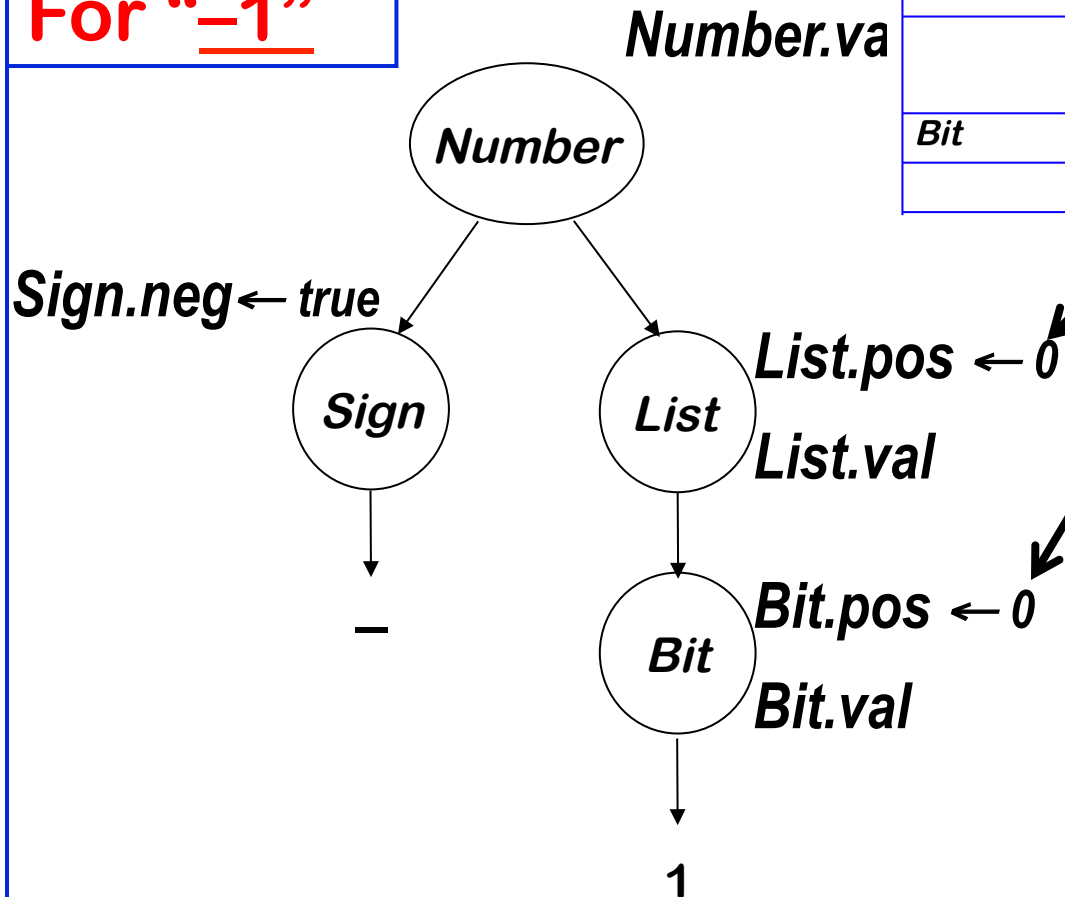 For “–1”
Number.va
Bit
Number
Sign.neg ← true
List.pos ← 0
Sign
List
List.val
Bit.pos ← 0
–
Bit
Bit.val
1